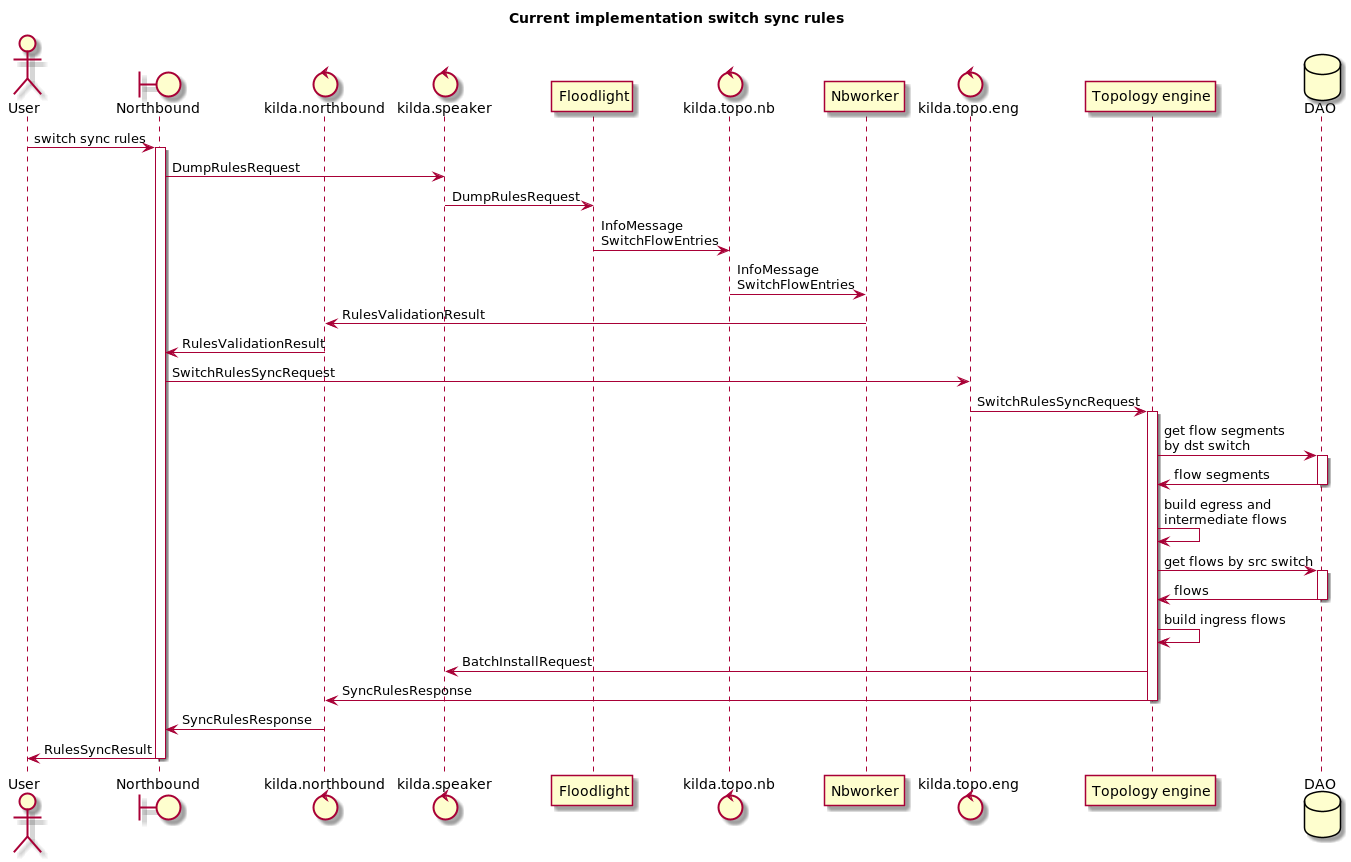 Current implementation switch sync rules
User
Northbound
kilda.northbound
kilda.speaker
Floodlight
kilda.topo.nb
Nbworker
kilda.topo.eng
Topology engine
DAO
switch sync rules
DumpRulesRequest
DumpRulesRequest
InfoMessage
SwitchFlowEntries
InfoMessage
SwitchFlowEntries
RulesValidationResult
RulesValidationResult
SwitchRulesSyncRequest
SwitchRulesSyncRequest
get flow segments
by dst switch
flow segments
build egress and
intermediate flows
get flows by src switch
flows
build ingress flows
BatchInstallRequest
SyncRulesResponse
SyncRulesResponse
RulesSyncResult
User
Northbound
kilda.northbound
kilda.speaker
Floodlight
kilda.topo.nb
Nbworker
kilda.topo.eng
Topology engine
DAO